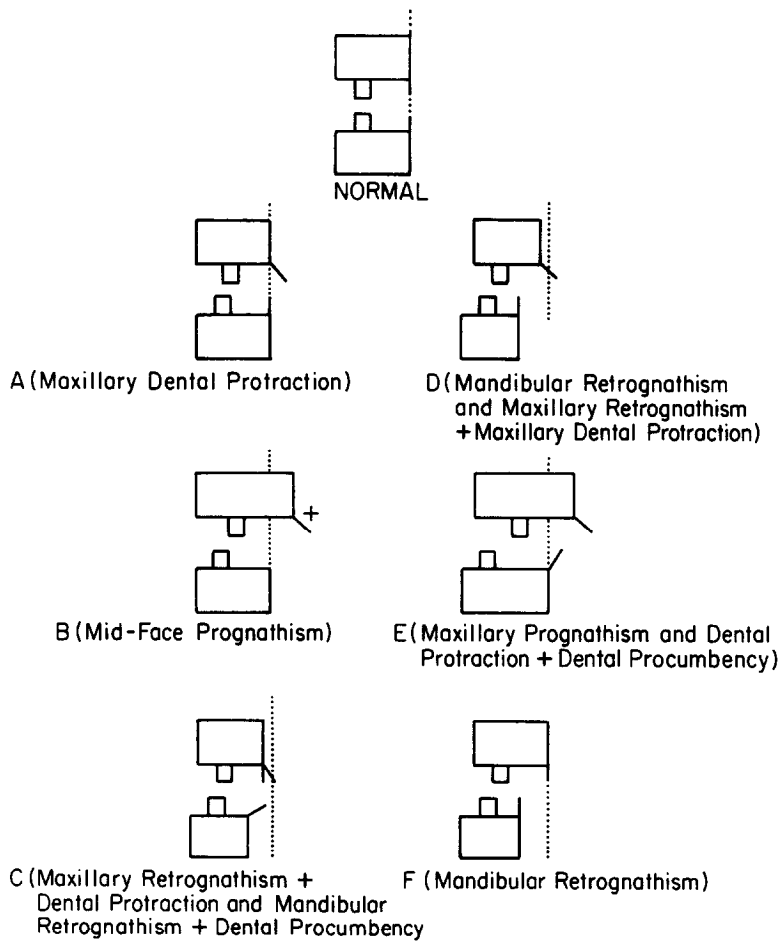 NORMAL
A (Maxillary Dental Protraction)
D (Mandibular Retrognathism
and Maxillary Retrognathism
+Maxillary Dental Protraction)
+
B (Mid-Face Prognathism)
E (Maxillary Prognathism and Dental
Protraction + Dental Procumbency)
C (Maxillary Retrognathism +
Dental Protraction and Mandibular
Retrognathism + Dental Procumbency
F (Mandibular Retrognathism)